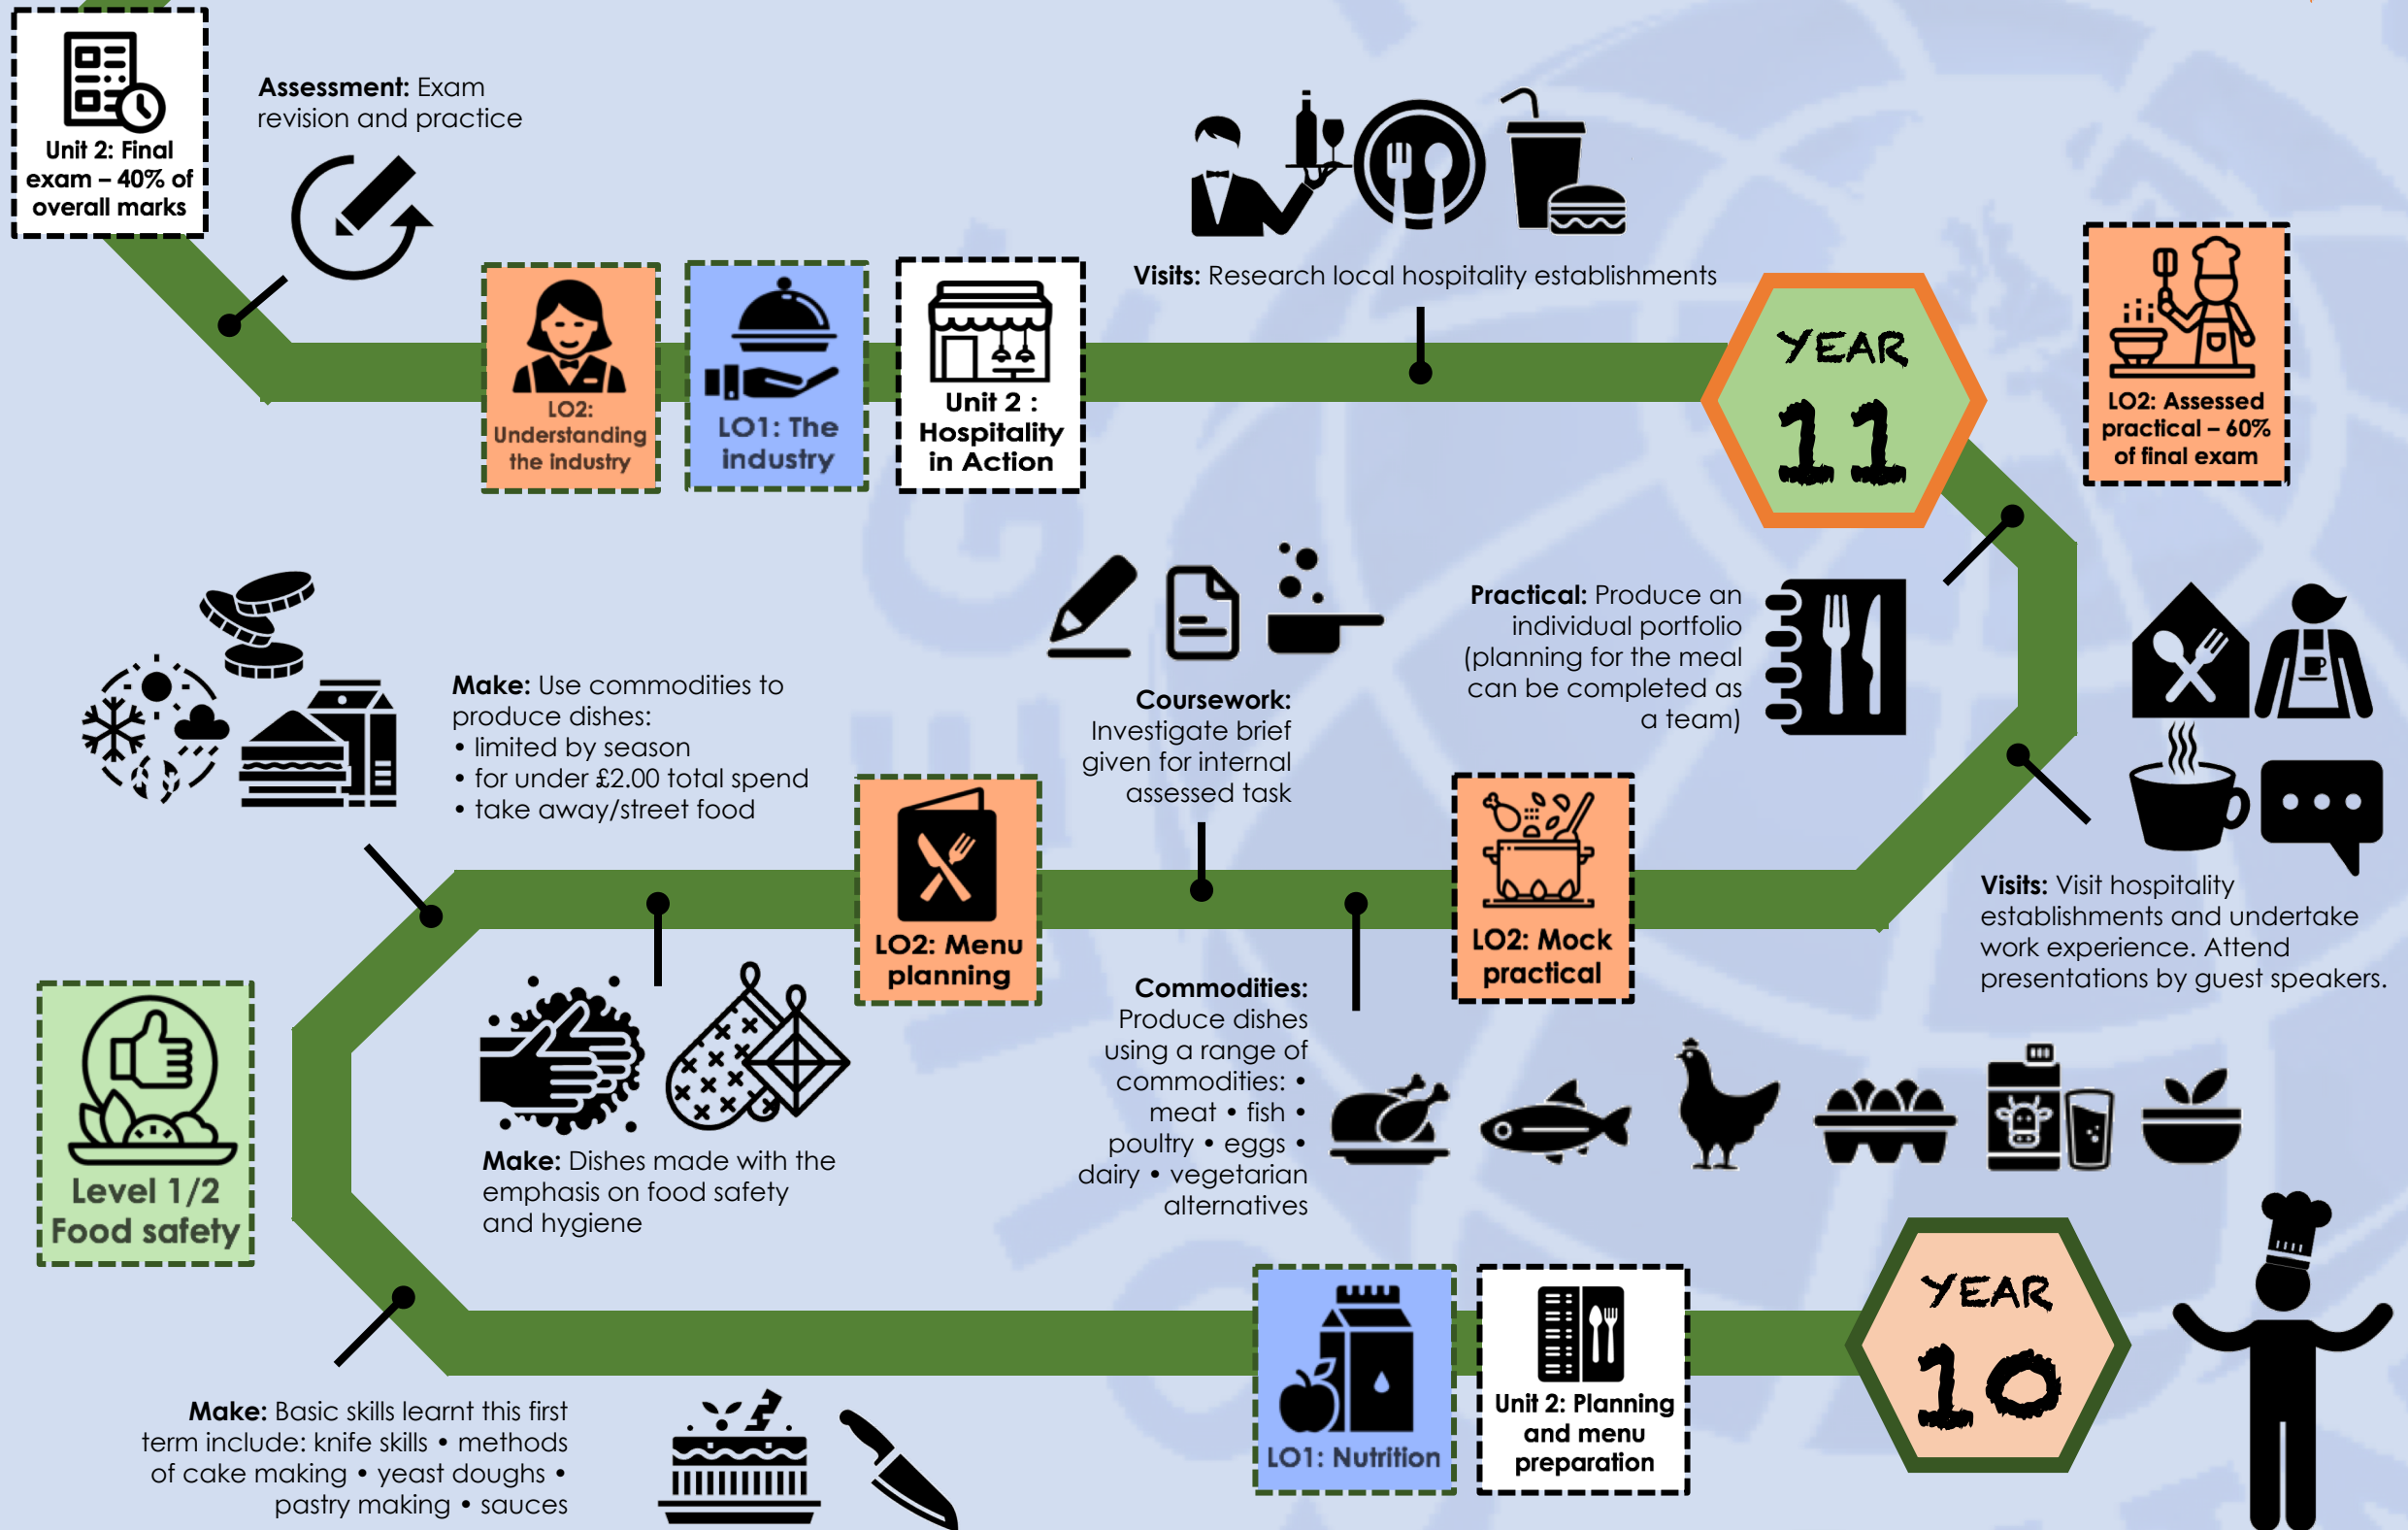 Unit 2: Final
exam – 40% of
overall marks
Assessment: Exam
revision and practice
LO2:
Understanding
the industry
LO1: The
industry
Unit 2 :
Hospitality
in Action
Visits: Research local hospitality establishments
YEAR
11
LO2: Assessed
practical – 60%
of final exam
Make: Use commodities to
produce dishes:
• limited by season
• for under £2.00 total spend
• take away/street food
Coursework:
Investigate brief
given for internal
assessed task
Practical: Produce an
individual portfolio
(planning for the meal
can be completed as
a team)
LO2: Menu
planning
LO2: Mock
practical
Visits: Visit hospitality
establishments and undertake
work experience. Attend
presentations by guest speakers.
Level 1/2
Food safety
Make: Dishes made with the
emphasis on food safety
and hygiene
Commodities:
Produce dishes
using a range of
commodities: •
meat • fish •
poultry • eggs •
dairy • vegetarian
alternatives
Make: Basic skills learnt this first
term include: knife skills • methods
of cake making • yeast doughs •
pastry making • sauces
LO1: Nutrition
Unit 2: Planning
and menu
preparation
YEAR
10